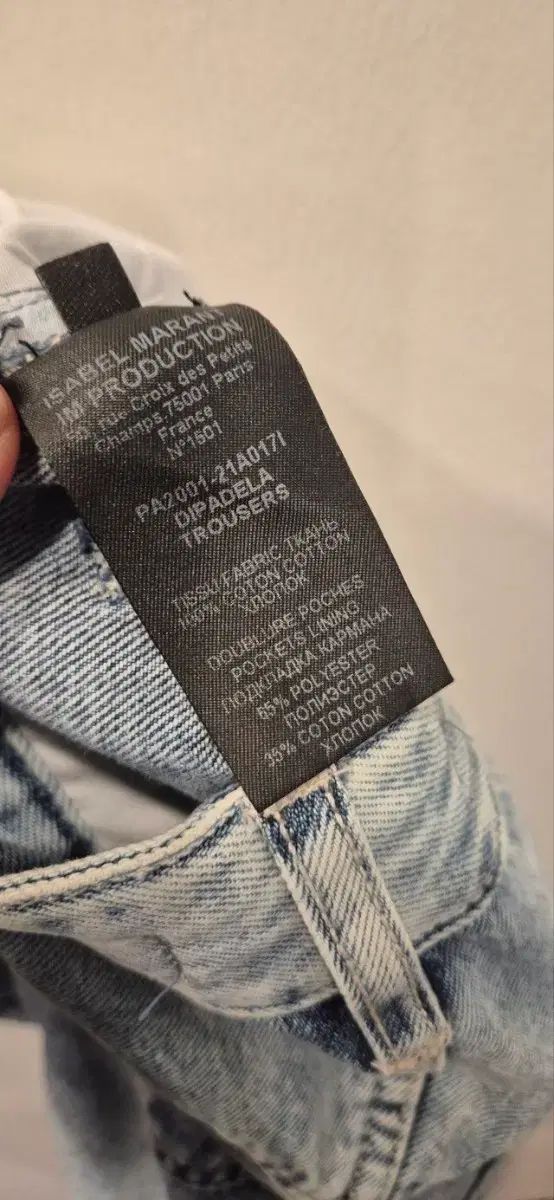 ISABEL MARANT
IM PRODUCTION
50, rue Croix des Petits
Champs-75001 Paris
France
N°1501
PA2001-21A017I
DIPADELA
TROUSERS
TISSU FABRIC ТКАНЬ
100% COTON COTTON
ХЛОПОК
DOUBLURE POCHES
POCKETS LINING
ПОДКЛАДКА КАРМАНА
65% POLYESTER
ПОЛИЭСТЕР
35% COTON COTTON
ХЛОПОК